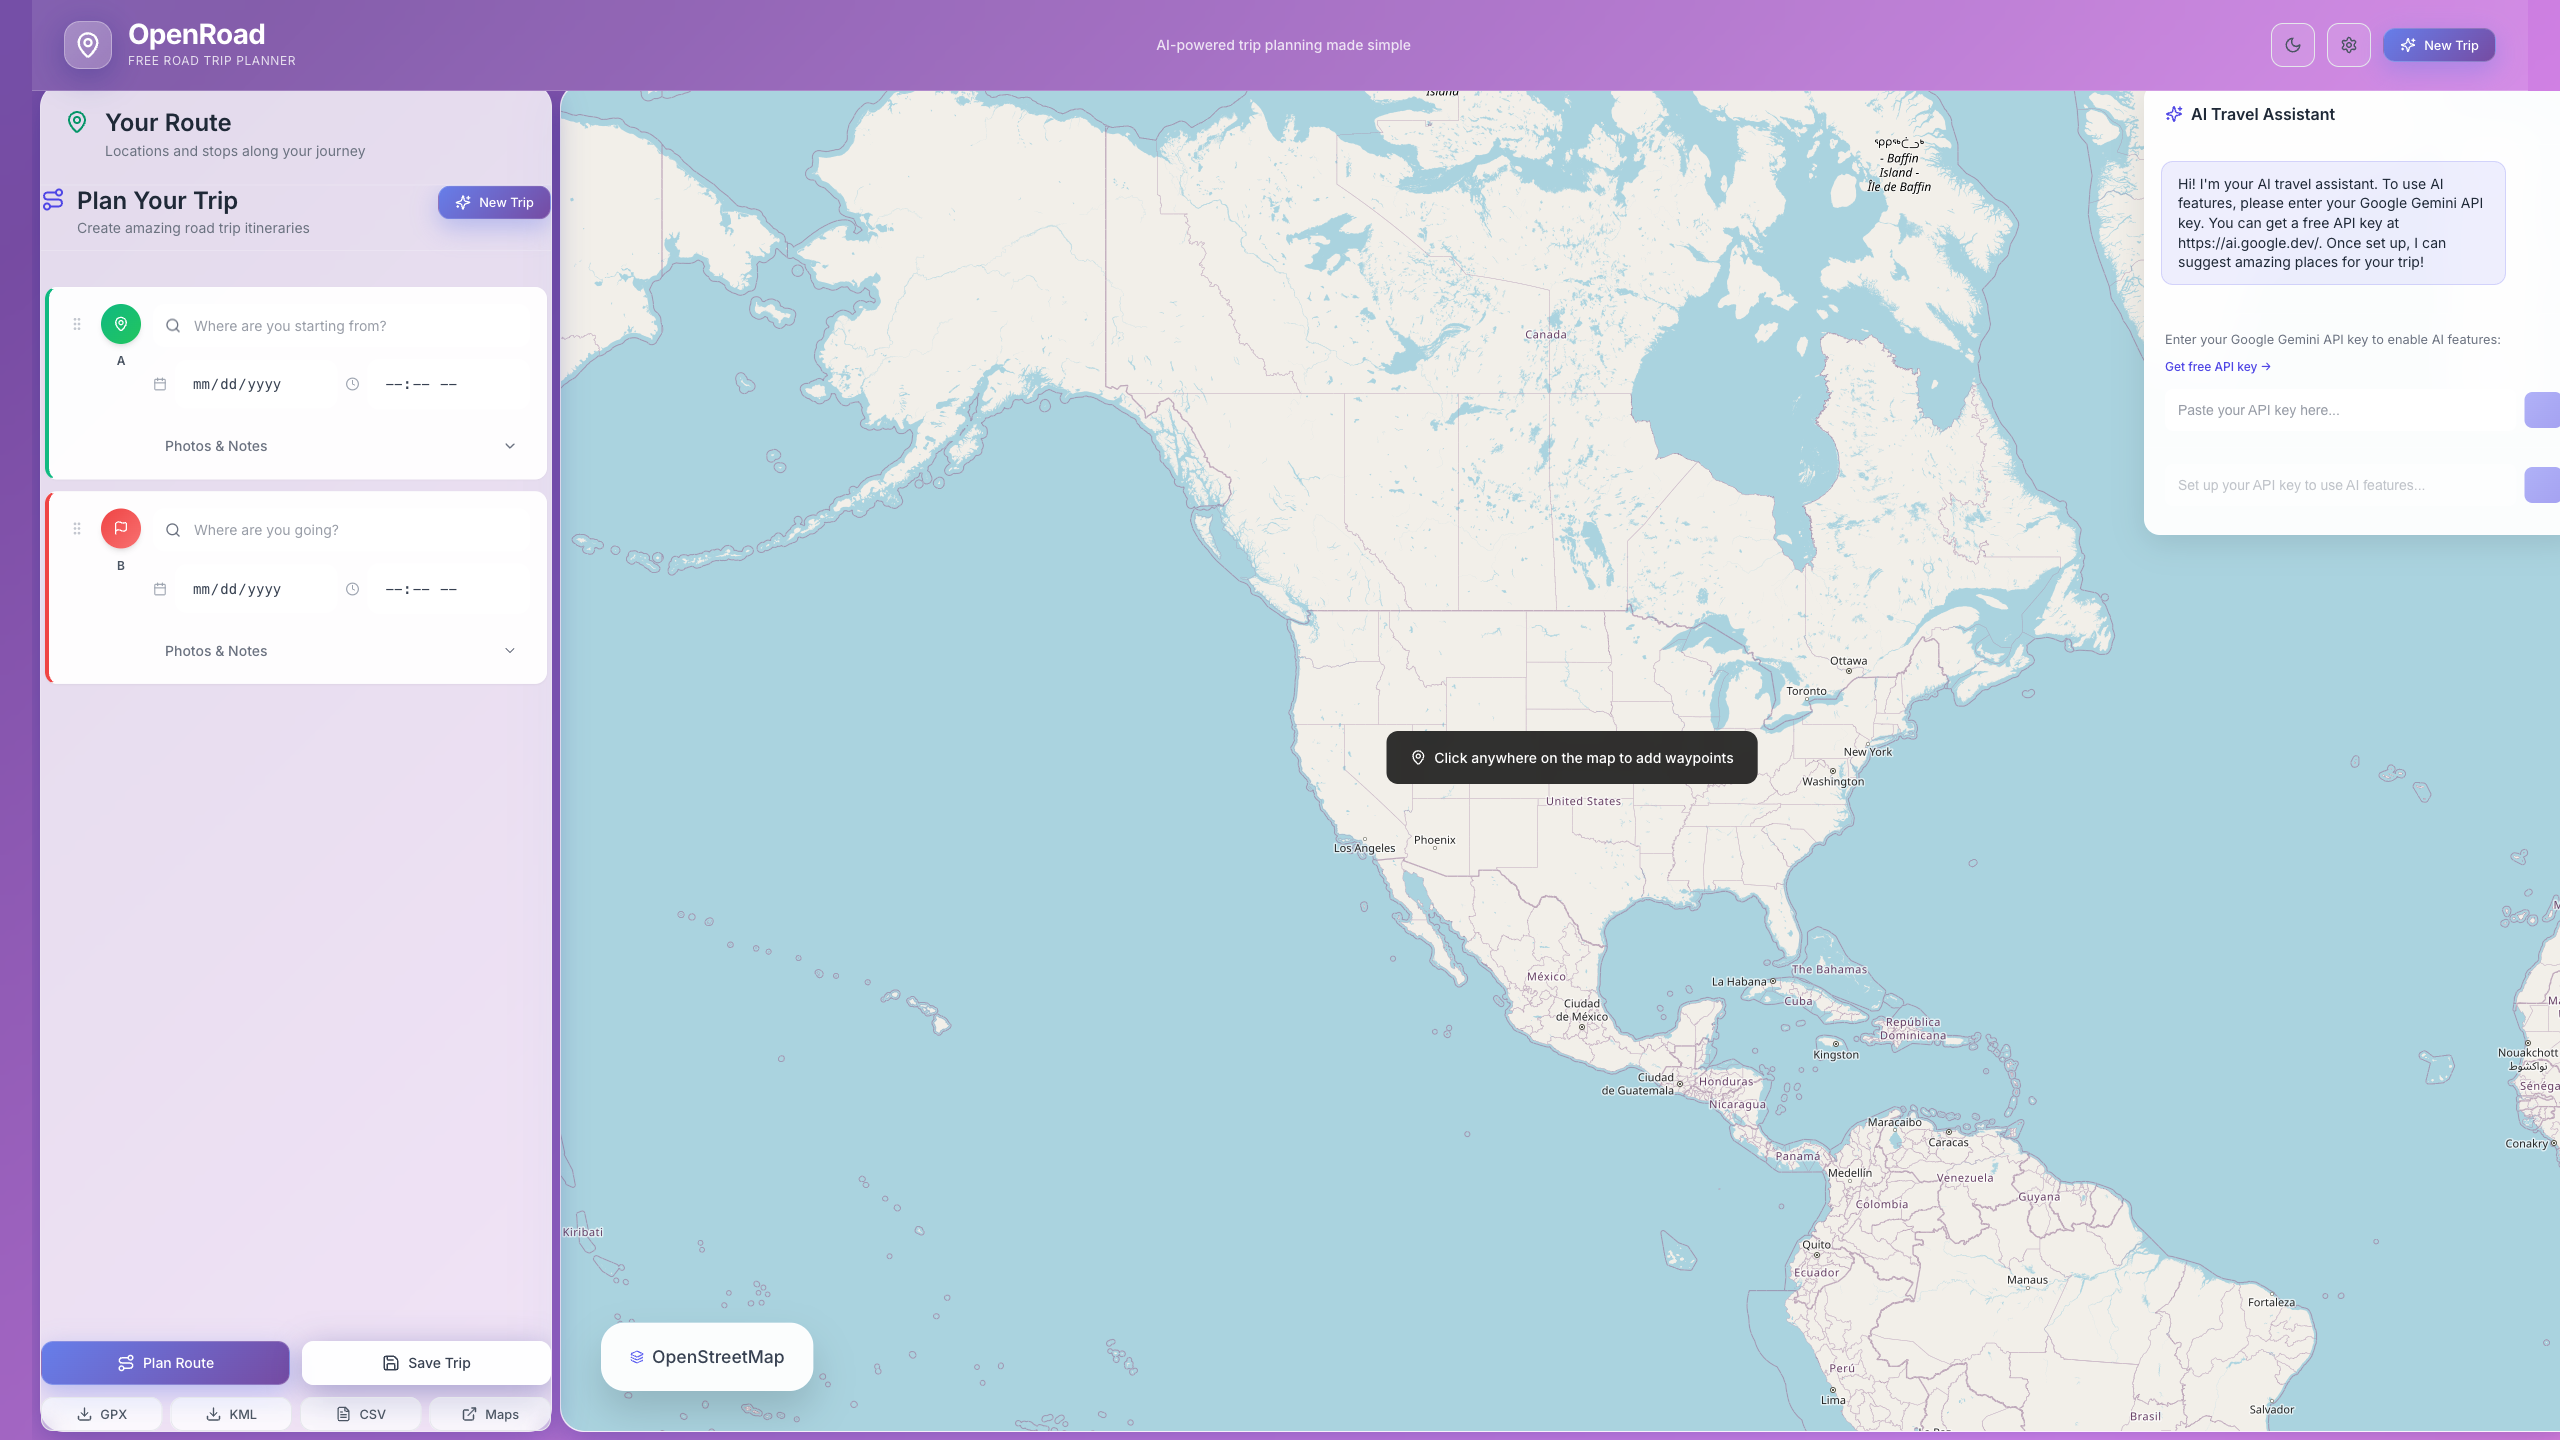 OpenRoad
FREE ROAD TRIP PLANNER
AI-powered trip planning made simple
New Trip
Your Route
Locations and stops along your journey
Plan Your Trip
Create amazing road trip itineraries
New Trip
Where are you starting from?
A
mm/dd/yyyy
--:-- --
Photos & Notes
Where are you going?
B
mm/dd/yyyy
--:-- --
Photos & Notes
Plan Route
Save Trip
GPX
KML
CSV
Maps
AI Travel Assistant
Hi! I'm your AI travel assistant. To use AI
features, please enter your Google Gemini API
key. You can get a free API key at
https://ai.google.dev/. Once set up, I can
suggest amazing places for your trip!
Enter your Google Gemini API key to enable AI features:
Get free API key →
Paste your API key here...
Set up your API key to use AI features...
Island
- Baffin
Island -
Île de Baffin
Canada
Ottawa
Toronto
New York
Washington
Click anywhere on the map to add waypoints
United States
Phoenix
Los Angeles
México
Ciudad
de México
La Habana
The Bahamas
Cuba
República
Dominicana
Kingston
Ciudad
de Guatemala
Honduras
Nicaragua
Nouakchott
نواكشوط
Maracaibo
Caracas
Panamá
Medellín
Venezuela
Guyana
Colombia
Conakry
Kiribati
Quito
Ecuador
Manaus
Fortaleza
Perú
Lima
Brasil
Salvador
OpenStreetMap